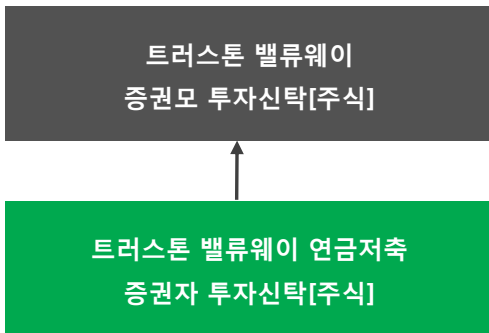 트러스톤 밸류웨이
증권모 투자신탁[주식]
트러스톤 밸류웨이 연금저축
증권자 투자신탁[주식]